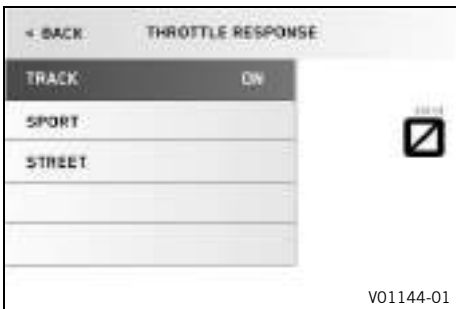 < BACK THROTTLE RESPONSE
TRACK ON
SPORT
STREET
V01144-01